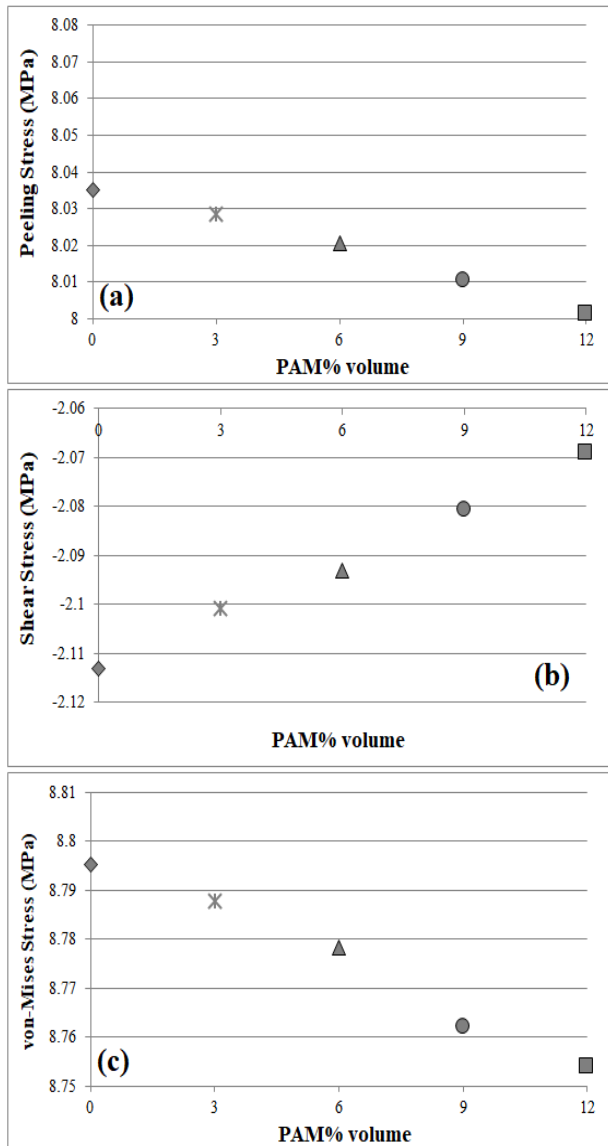 8.08
8.07
8.06
8.05
8.04
8.03
8.02
8.01
8
Peeling Stress (MPa)
(a)
0 3 6 9 12
PAM% volume
-2.06
0 3 6 9 12
-2.07
-2.08
-2.09
-2.1
-2.11
-2.12
Shear Stress (MPa)
(b)
PAM% volume
8.81
8.8
8.79
8.78
8.77
8.76
8.75
von-Mises Stress (MPa)
(c)
0 3 6 9 12
PAM% volume